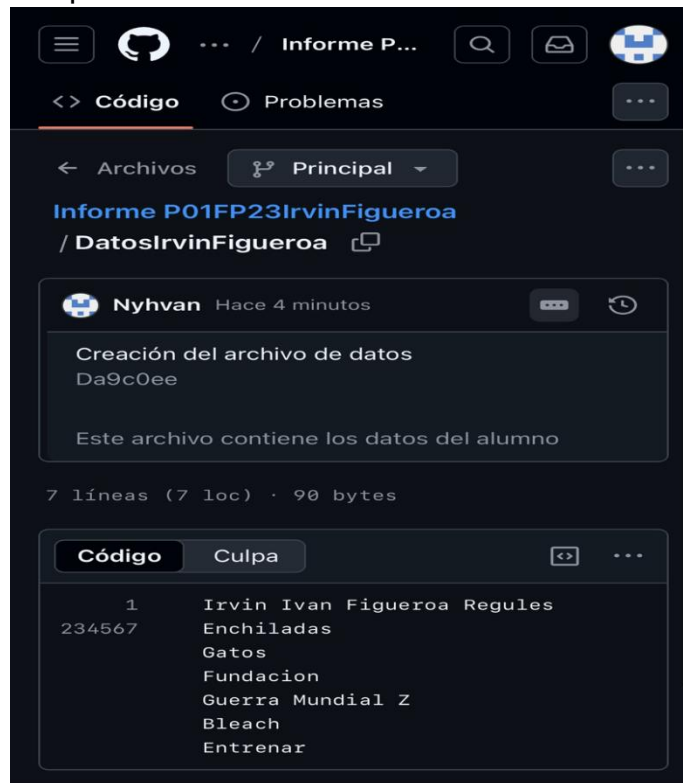 ... / Informe P...
<> Código Problemas ...
← Archivos Principal ...
Informe P01FP23IrvinFigueroa
/ DatosIrvinFigueroa
Nyhvan Hace 4 minutos
Creación del archivo de datos
Da9c0ee
Este archivo contiene los datos del alumno
7 líneas (7 loc) · 90 bytes
Código Culpa ...
1 Irvin Ivan Figueroa Regules
234567 Enchiladas
Gatos
Fundacion
Guerra Mundial Z
Bleach
Entrenar